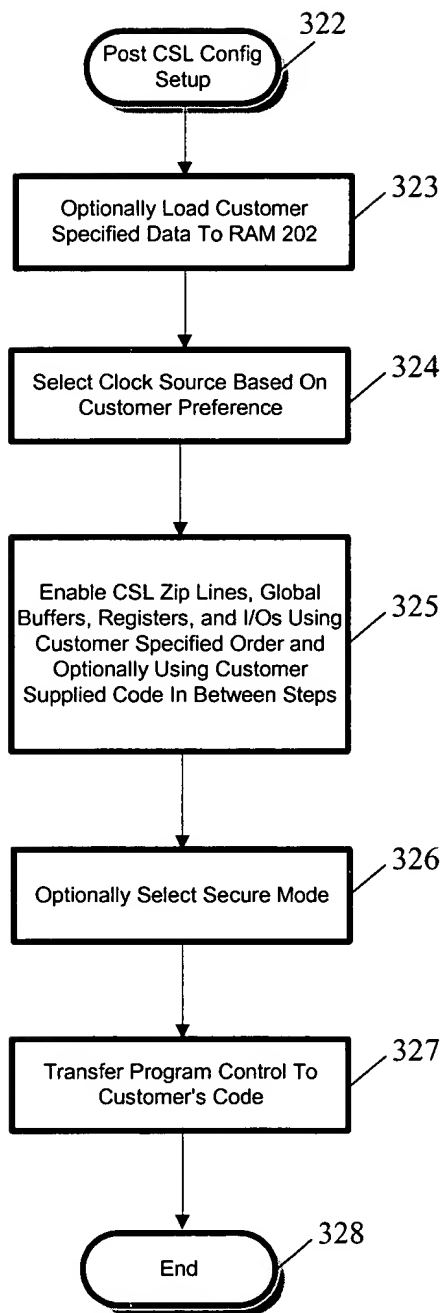 Post CSL Config
Setup
322
Optionally Load Customer
Specified Data To RAM 202
323
Select Clock Source Based On
Customer Preference
324
Enable CSL Zip Lines, Global
Buffers, Registers, and I/Os Using
Customer Specified Order and
Optionally Using Customer
Supplied Code In Between Steps
325
Optionally Select Secure Mode
326
Transfer Program Control To
Customer's Code
327
End
328